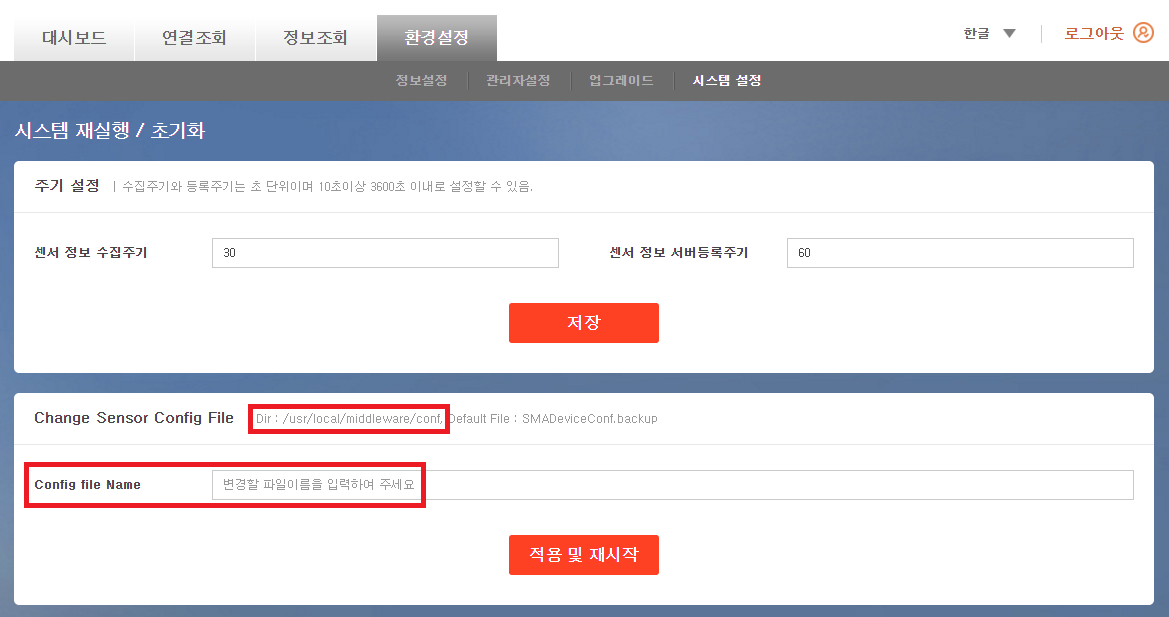 대시보드 연결조회 정보조회 환경설정 한글 로그아웃
정보설정 관리자설정 업그레이드 시스템 설정
시스템 재실행 / 초기화
주기 설정 | 수집주기와 등록주기는 초 단위이며 10초이상 3600초 이내로 설정할 수 있음.
센서 정보 수집주기 30 센서 정보 서버등록주기 60
저장
Change Sensor Config File Dir : /usr/local/middleware/conf, Default File : SMADeviceConf.backup
Config file Name 변경할 파일이름을 입력하여 주세요
적용 및 재시작